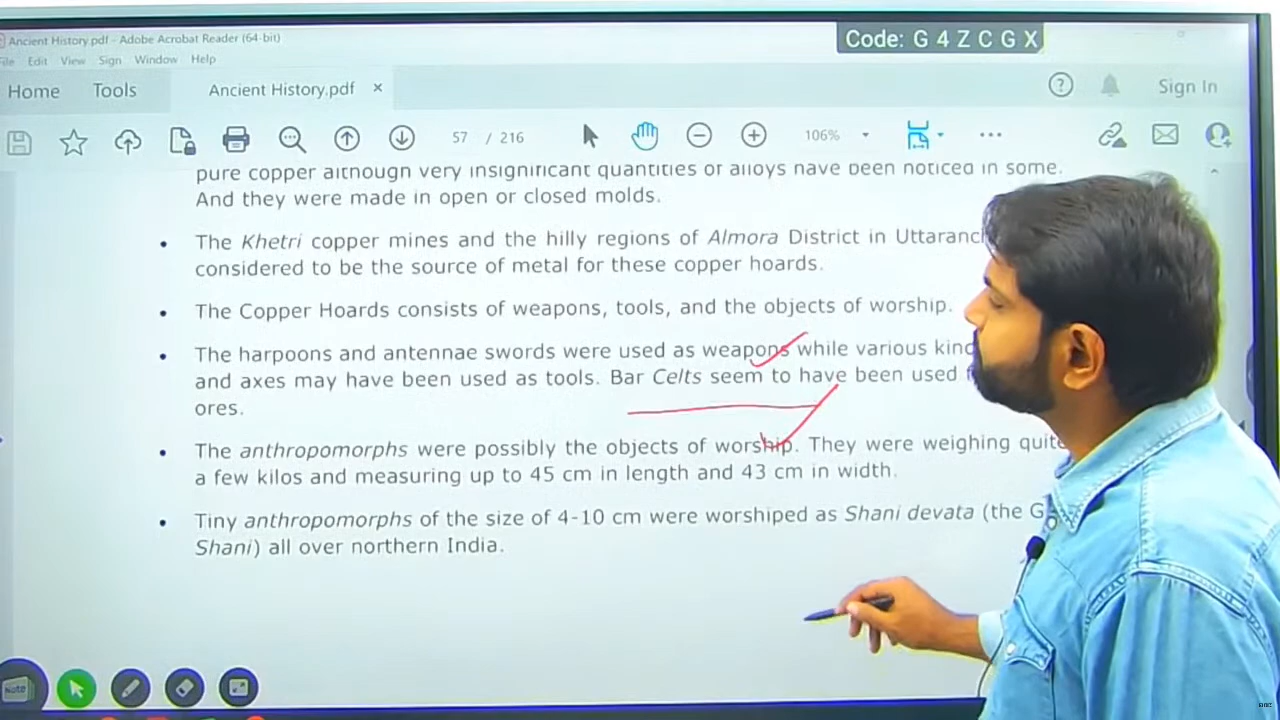 Ancient History.pdf - Adobe Acrobat Reader (64-bit)
Code: G 4 Z C G X
File Edit View Sign Window Help
Home Tools Ancient History.pdf × Sign In
57 / 216 106%
pure copper although very insignificant quantities of alloys have been noticed in some.
And they were made in open or closed molds.
• The Khetri copper mines and the hilly regions of Almora District in
considered to be the source of metal for these copper hoards.
• The Copper Hoards consists of weapons, tools, and the objects of worship.
• The harpoons and antennae swords were used as weapons while various
and axes may have been used as tools. Bar Celts seem to have been used
ores.
• The anthropomorphs were possibly the objects of worship. They were weighing quite
a few kilos and measuring up to 45 cm in length and 43 cm in width.
• Tiny anthropomorphs of the size of 4-10 cm were worshiped as Shani devata (the
Shani) all over northern India.
Note